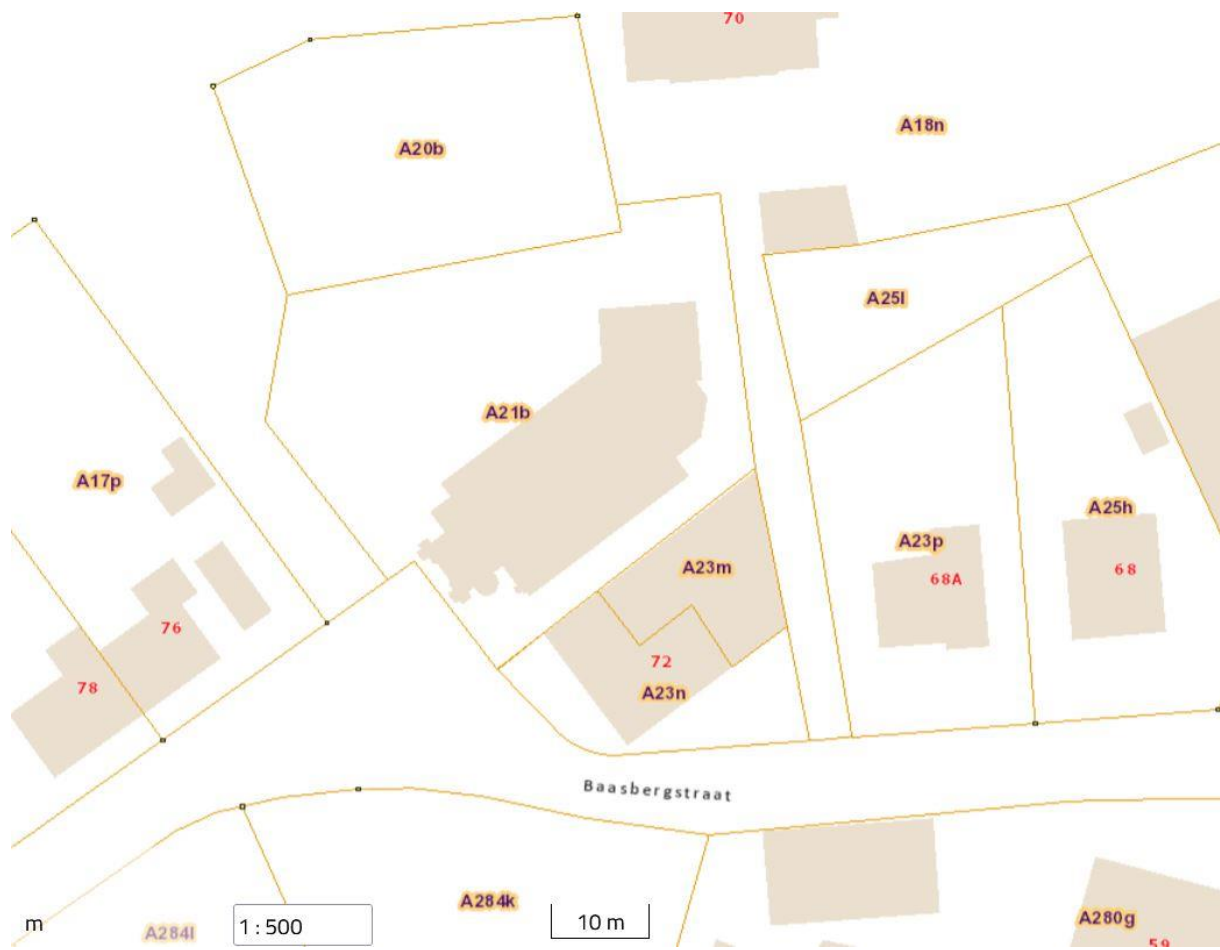 70
A18n
A20b
A25l
A21b
A17p
A25h
A23p
68A
68
A23m
76
72
A23n
78
Baasbergstraat
A284k
A280g
m
1 : 500
10 m
A284l
59